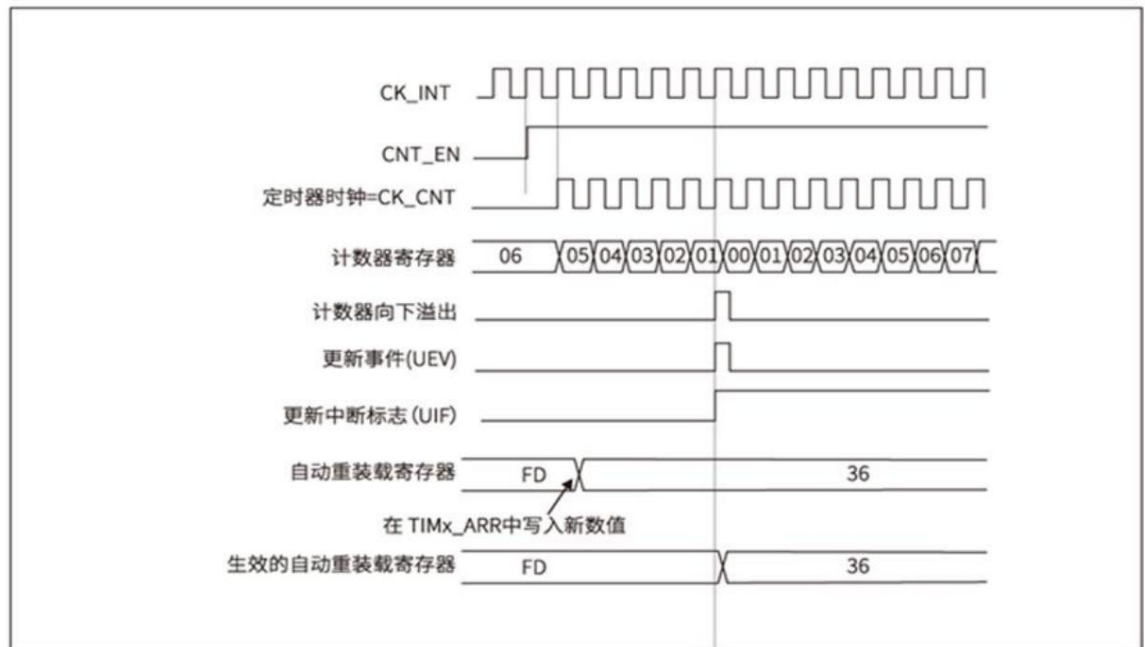 CK_INT
CNT_EN
定时器时钟=CK_CNT
计数器寄存器 06 05 04 03 02 01 00 01 02 03 04 05 06 07
计数器向下溢出
更新事件(UEV)
更新中断标志(UIF)
自动重装载寄存器 FD 36
在 TIMx_ARR中写入新数值
生效的自动重装载寄存器 FD 36